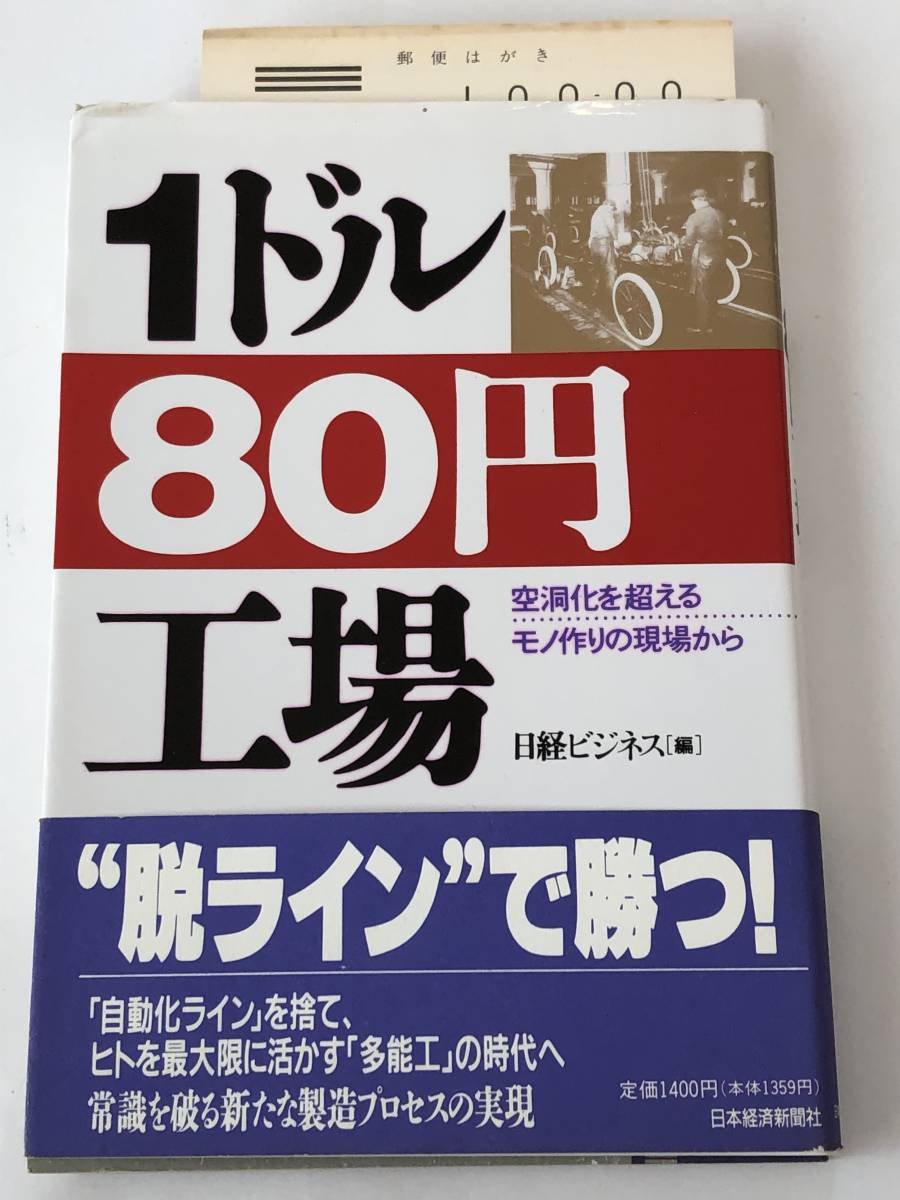 郵便はがき
100-00
1ドル
80円
工場
空洞化を超える
モノ作りの現場から
日経ビジネス[編]
“脱ライン”で勝つ!
「自動化ライン」を捨て、
ヒトを最大限に活かす「多能工」の時代へ
常識を破る新たな製造プロセスの実現
定価1400円(本体1359円)
日本経済新聞社